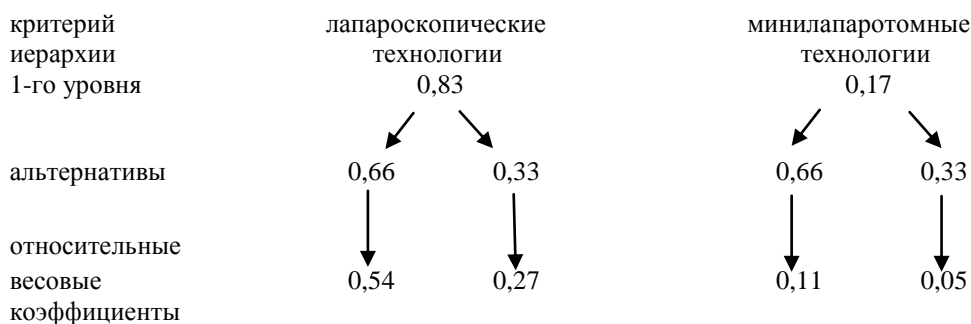 критерий лапароскопические минилапаротомные
иерархии технологии технологии
1-го уровня 0,83 0,17
альтернативы 0,66 0,33 0,66 0,33
относительные
весовые 0,54 0,27 0,11 0,05
коэффициенты